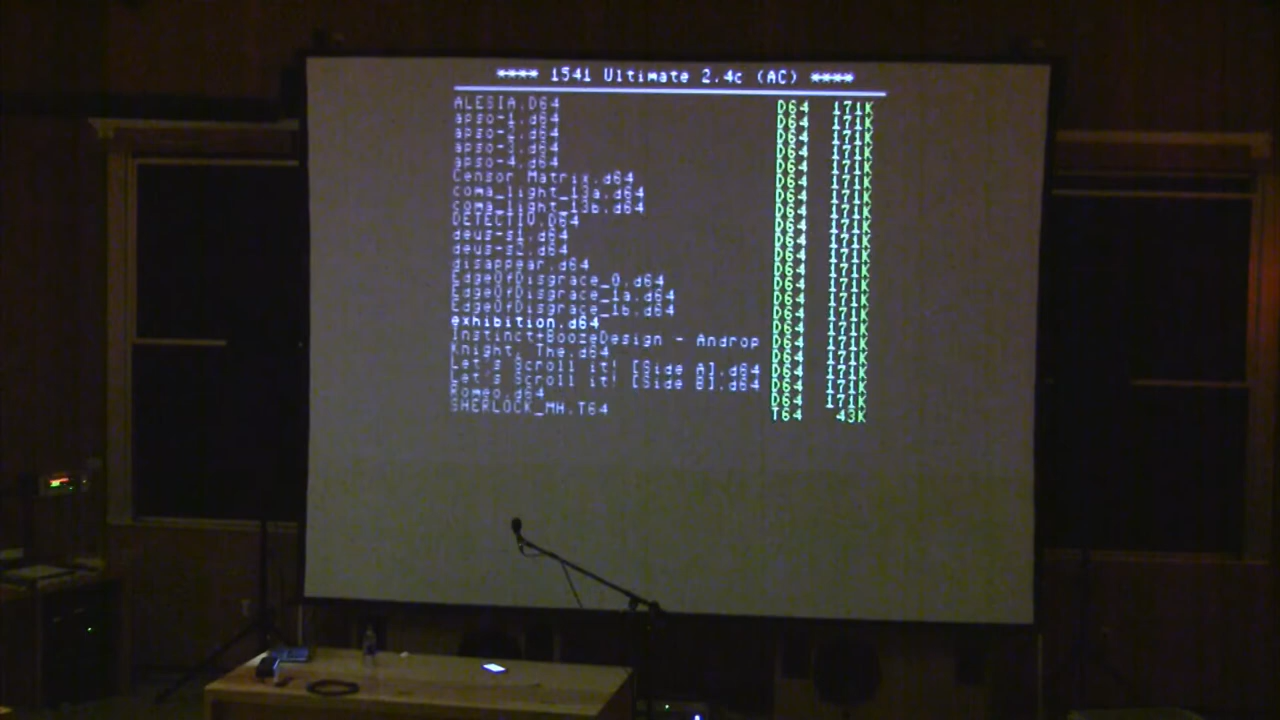 **** 1541 Ultimate 2.4c (AC) ****
ALESIA.D64 D64 171K
apso-1.d64 D64 171K
apso-2.d64 D64 171K
apso-3.d64 D64 171K
apso-4.d64 D64 171K
Censor Matrix.d64 D64 171K
coma_light_13a.d64 D64 171K
coma_light_13b.d64 D64 171K
DETECTIV.D64 D64 171K
deus-s1.d64 D64 171K
deus-s2.d64 D64 171K
disappear.d64 D64 171K
EdgeOfDisgrace_0.d64 D64 171K
EdgeOfDisgrace_1a.d64 D64 171K
EdgeOfDisgrace_1b.d64 D64 171K
exhibition.d64 D64 171K
Instinct+BoozeDesign - Androp D64 171K
Knight, The.d64 D64 171K
Let's Scroll it! [Side A].d64 D64 171K
Let's Scroll it! [Side B].d64 D64 171K
Romeo.d64 D64 171K
SHERLOCK_MH.T64 T64 43K